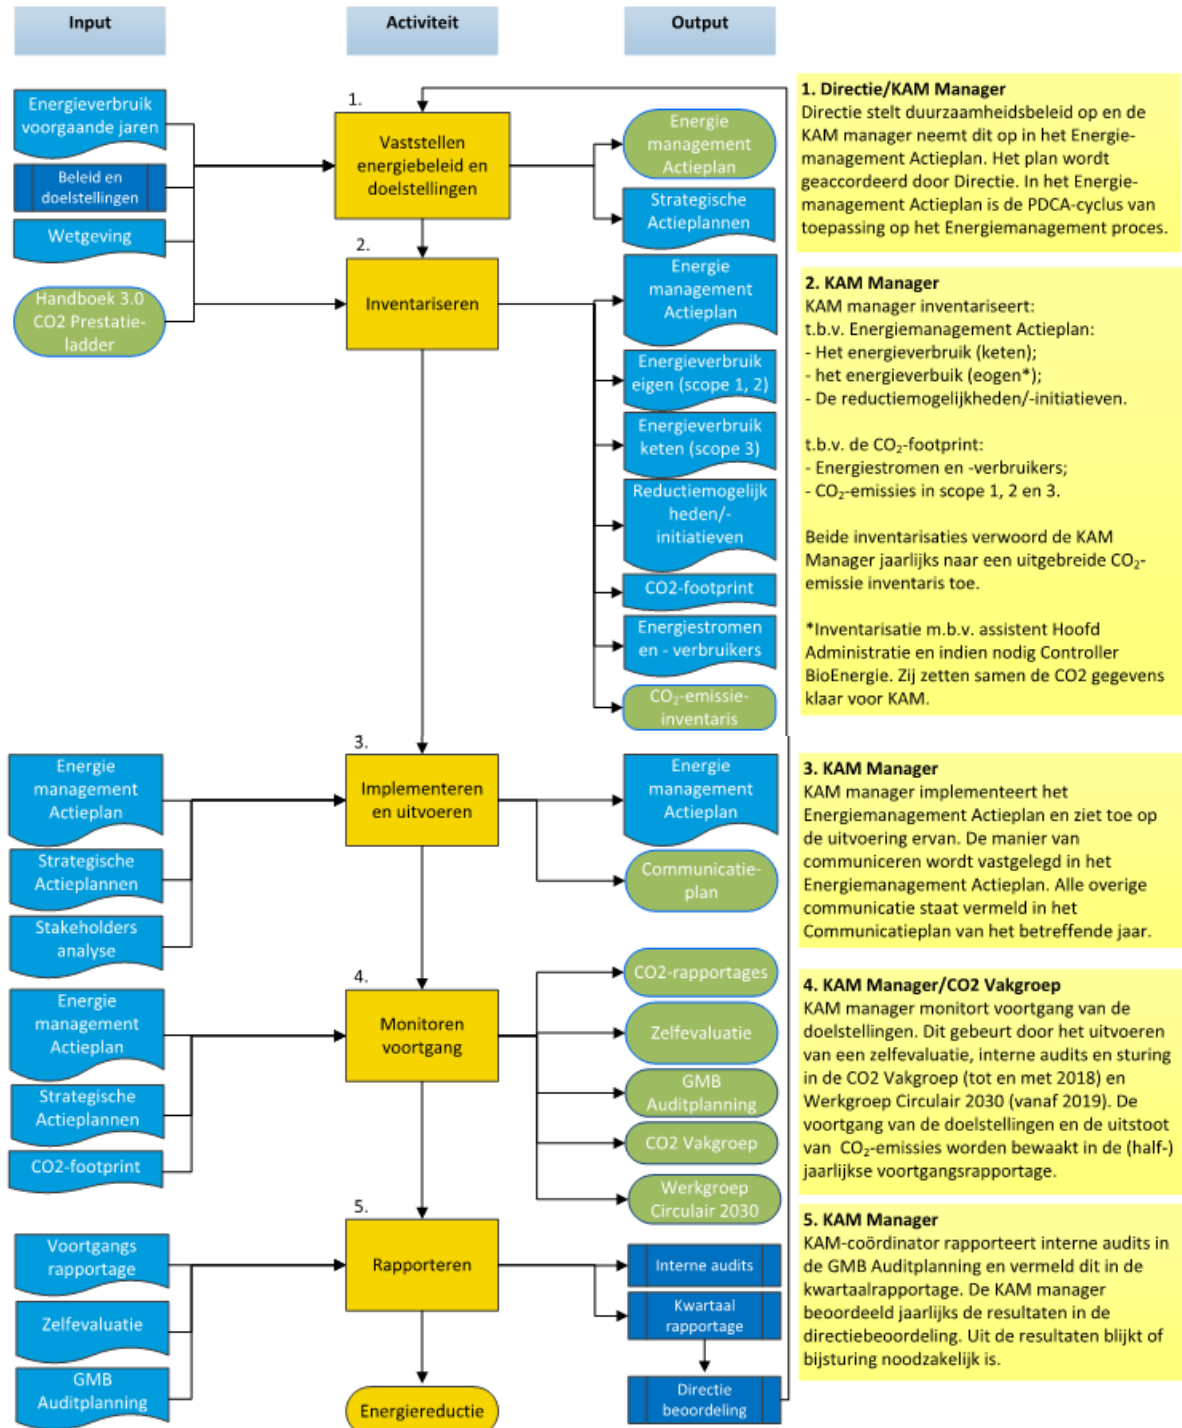 Input
Activiteit
Output
Energieverbruik
voorgaande jaren
Beleid en
doelstellingen
Wetgeving
Handboek 3.0
CO2 Prestatie-
ladder
1.
Vaststellen
energiebeleid en
doelstellingen
Energie
management
Actieplan
Strategische
Actieplannen
1. Directie/KAM Manager
Directie stelt duurzaamheidsbeleid op en de
KAM manager neemt dit op in het Energie-
management Actieplan. Het plan wordt
geaccordeerd door Directie. In het Energie-
management Actieplan is de PDCA-cyclus van
toepassing op het Energiemanagement proces.
2.
Inventariseren
Energie
management
Actieplan
Energieverbruik
eigen (scope 1, 2)
Energieverbruik
keten (scope 3)
Reductiemogelijk
heden/-
initiatieven
CO2-footprint
Energiestromen
en - verbruikers
CO₂-emissie-
inventaris
2. KAM Manager
KAM manager inventariseert:
t.b.v. Energiemanagement Actieplan:
- Het energieverbruik (keten);
- het energieverbuik (eogen*);
- De reductiemogelijkheden/-initiatieven.
t.b.v. de CO₂-footprint:
- Energiestromen en -verbruikers;
- CO₂-emissies in scope 1, 2 en 3.
Beide inventarisaties verwoord de KAM
Manager jaarlijks naar een uitgebreide CO₂-
emissie inventaris toe.
*Inventarisatie m.b.v. assistent Hoofd
Administratie en indien nodig Controller
BioEnergie. Zij zetten samen de CO2 gegevens
klaar voor KAM.
Energie
management
Actieplan
Strategische
Actieplannen
Stakeholders
analyse
3.
Implementeren
en uitvoeren
Energie
management
Actieplan
Communicatie-
plan
3. KAM Manager
KAM manager implementeert het
Energiemanagement Actieplan en ziet toe op
de uitvoering ervan. De manier van
communiceren wordt vastgelegd in het
Energiemanagement Actieplan. Alle overige
communicatie staat vermeld in het
Communicatieplan van het betreffende jaar.
Energie
management
Actieplan
Strategische
Actieplannen
CO2-footprint
4.
Monitoren
voortgang
CO2-rapportages
Zelfevaluatie
GMB
Auditplanning
CO2 Vakgroep
Werkgroep
Circulair 2030
4. KAM Manager/CO2 Vakgroep
KAM manager monitort voortgang van de
doelstellingen. Dit gebeurt door het uitvoeren
van een zelfevaluatie, interne audits en sturing
in de CO2 Vakgroep (tot en met 2018) en
Werkgroep Circulair 2030 (vanaf 2019). De
voortgang van de doelstellingen en de uitstoot
van CO₂-emissies worden bewaakt in de (half-)
jaarlijkse voortgangsrapportage.
Voortgangs
rapportage
Zelfevaluatie
GMB
Auditplanning
5.
Rapporteren
Energiereductie
Interne audits
Kwartaal
rapportage
Directie
beoordeling
5. KAM Manager
KAM-coördinator rapporteert interne audits in
de GMB Auditplanning en vermeld dit in de
kwartaalrapportage. De KAM manager
beoordeeld jaarlijks de resultaten in de
directiebeoordeling. Uit de resultaten blijkt of
bijsturing noodzakelijk is.